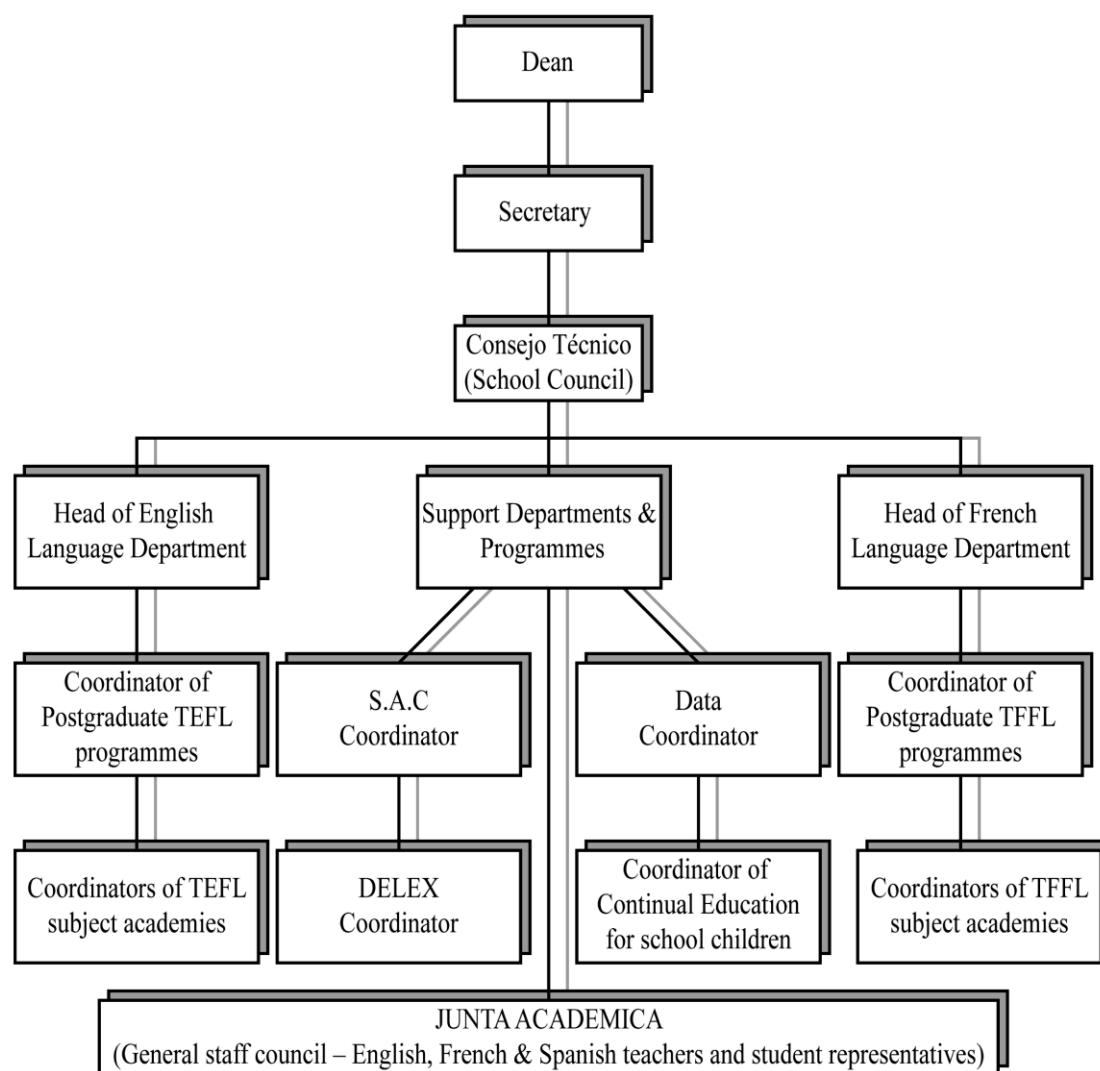 Dean
Secretary
Consejo Técnico
(School Council)
Head of English
Language Department
Support Departments &
Programmes
Head of French
Language Department
Coordinator of
Postgraduate TEFL
programmes
S.A.C
Coordinator
Data
Coordinator
Coordinator of
Postgraduate TFFL
programmes
Coordinators of TEFL
subject academies
DELEX
Coordinator
Coordinator of
Continual Education
for school children
Coordinators of TFFL
subject academies
JUNTA ACADEMICA
(General staff council – English, French & Spanish teachers and student representatives)